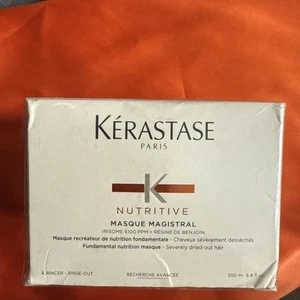 KÉRASTASE
PARIS
K
NUTRITIVE
MASQUE MAGISTRAL
IRISOME 5100 PPM + RÉSINE DE BENJOIN
Masque recréateur de nutrition fondamentale - Cheveux sévèrement desséchés
Fundamental nutrition masque - Severely dried-out hair
À RINCER - RINSE-OUT
RECHERCHE AVANCÉE
200 ml 6.8 fl